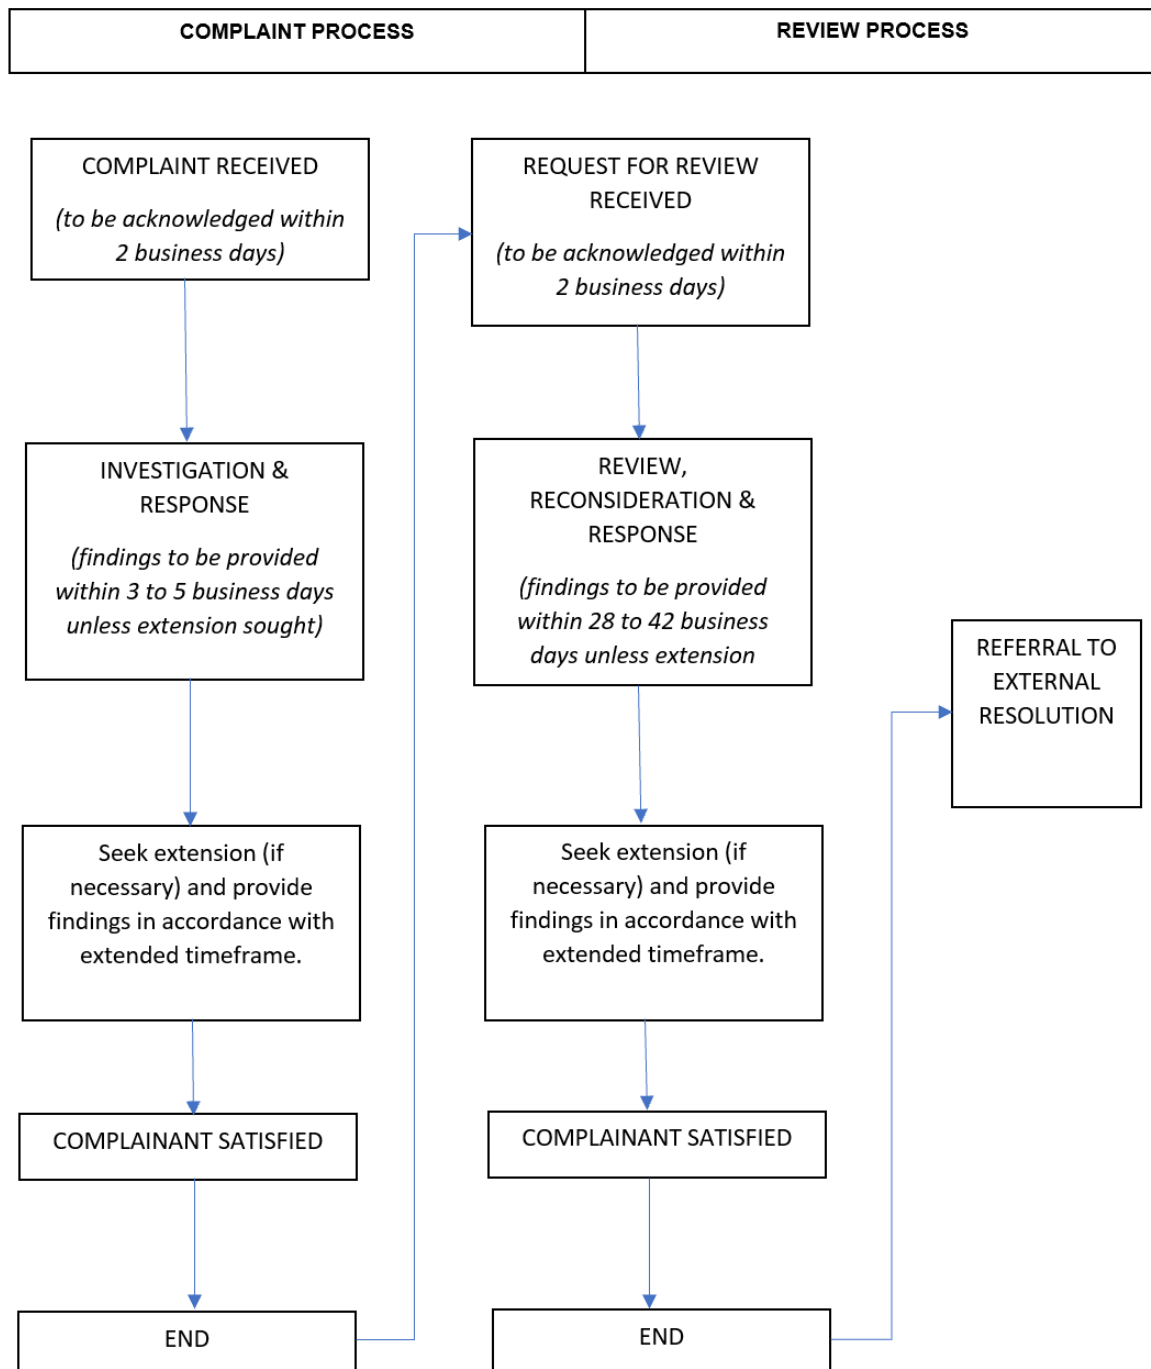 COMPLAINT PROCESS
REVIEW PROCESS
COMPLAINT RECEIVED
(to be acknowledged within
2 business days)
INVESTIGATION &
RESPONSE
(findings to be provided
within 3 to 5 business days
unless extension sought)
Seek extension (if
necessary) and provide
findings in accordance with
extended timeframe.
COMPLAINANT SATISFIED
END
REQUEST FOR REVIEW
RECEIVED
(to be acknowledged within
2 business days)
REVIEW,
RECONSIDERATION &
RESPONSE
(findings to be provided
within 28 to 42 business
days unless extension
Seek extension (if
necessary) and provide
findings in accordance with
extended timeframe.
COMPLAINANT SATISFIED
END
REFERRAL TO
EXTERNAL
RESOLUTION